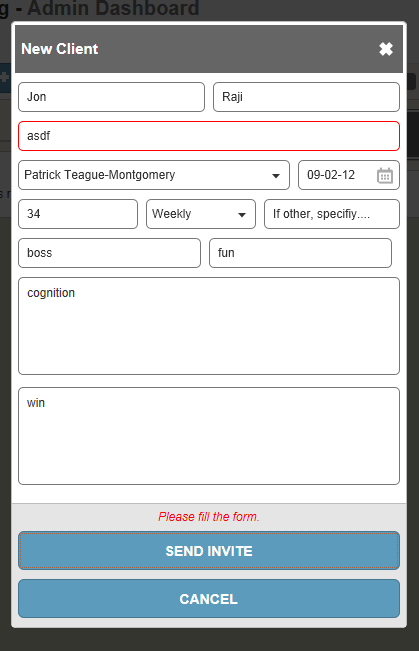 g - Admin Dashboard
New Client
Jon Raji
asdf
Patrick Teague-Montgomery 09-02-12
34 Weekly If other, specifiy....
boss fun
cognition
win
Please fill the form.
SEND INVITE
CANCEL